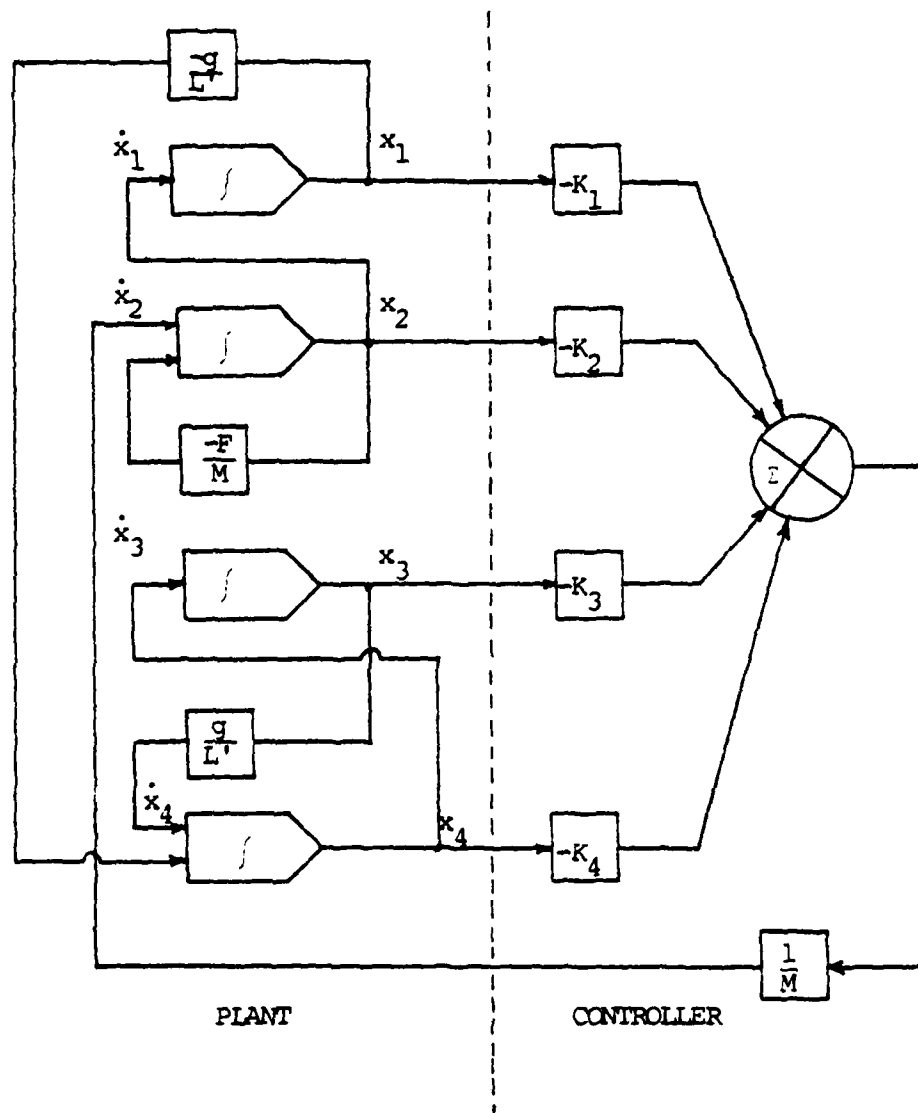 -g
L'
ẋ1
∫
x1
-K1
ẋ2
∫
x2
-K2
-F
M
Σ
ẋ3
∫
x3
-K3
g
L'
ẋ4
∫
x4
-K4
1
M
PLANT
CONTROLLER